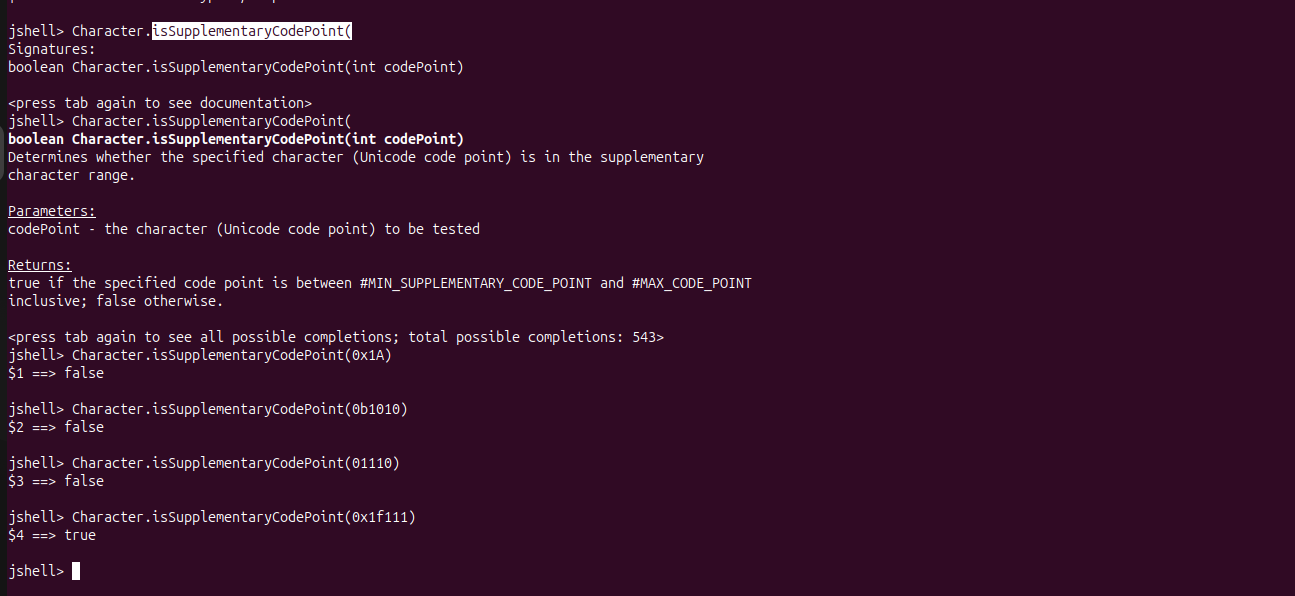 jshell> Character.isSupplementaryCodePoint(
Signatures:
boolean Character.isSupplementaryCodePoint(int codePoint)
<press tab again to see documentation>
jshell> Character.isSupplementaryCodePoint(
boolean Character.isSupplementaryCodePoint(int codePoint)
Determines whether the specified character (Unicode code point) is in the supplementary
character range.
Parameters:
codePoint - the character (Unicode code point) to be tested
Returns:
true if the specified code point is between #MIN_SUPPLEMENTARY_CODE_POINT and #MAX_CODE_POINT
inclusive; false otherwise.
<press tab again to see all possible completions; total possible completions: 543>
jshell> Character.isSupplementaryCodePoint(0x1A)
$1 ==> false
jshell> Character.isSupplementaryCodePoint(0b1010)
$2 ==> false
jshell> Character.isSupplementaryCodePoint(01110)
$3 ==> false
jshell> Character.isSupplementaryCodePoint(0x1f111)
$4 ==> true
jshell>